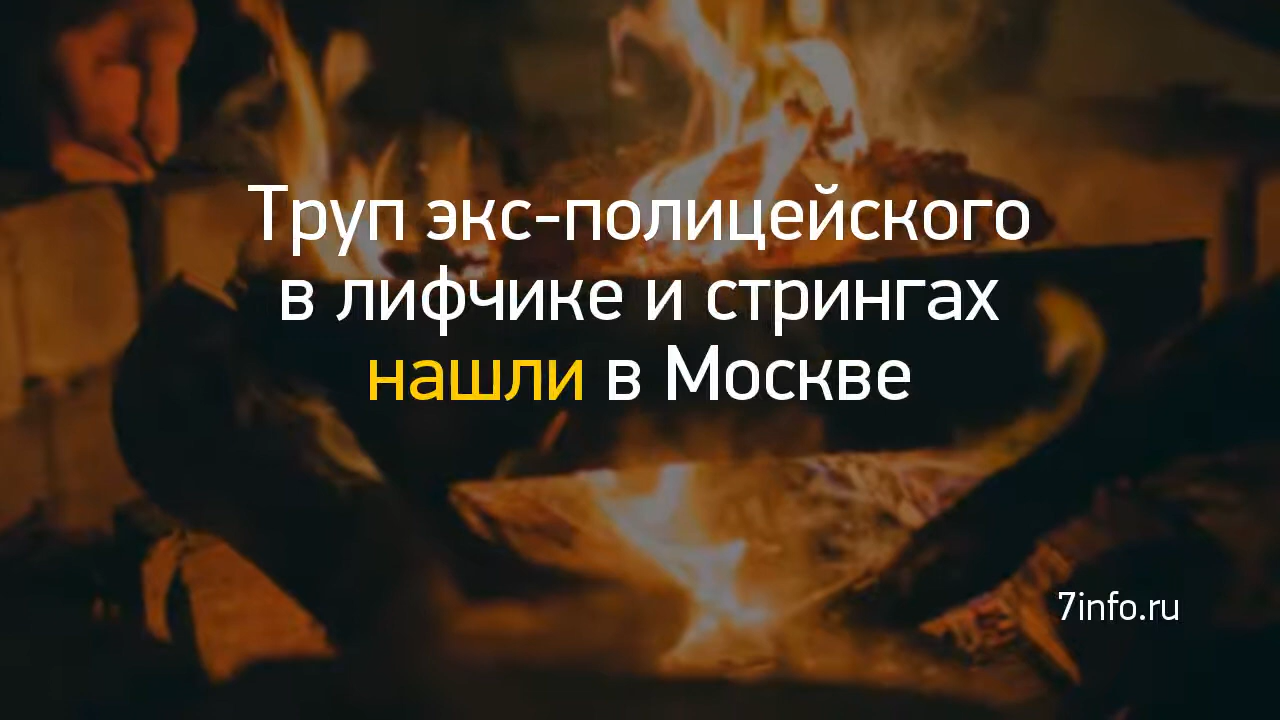 Труп экс-полицейского
в лифчике и стрингах
нашли в Москве
7info.ru